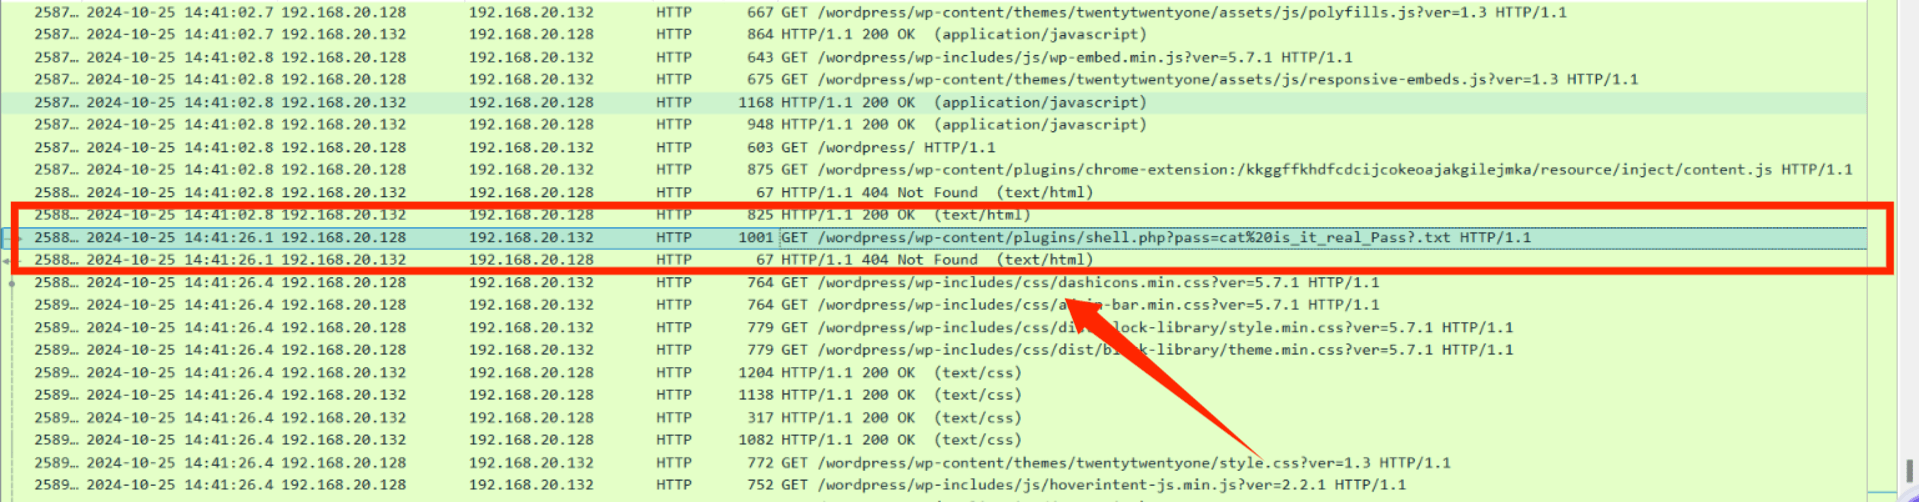 2587… 2024-10-25 14:41:02.7 192.168.20.128 192.168.20.132 HTTP 667 GET /wordpress/wp-content/themes/twentytwentyone/assets/js/polyfills.js?ver=1.3 HTTP/1.1
2587… 2024-10-25 14:41:02.7 192.168.20.132 192.168.20.128 HTTP 864 HTTP/1.1 200 OK (application/javascript)
2587… 2024-10-25 14:41:02.8 192.168.20.128 192.168.20.132 HTTP 643 GET /wordpress/wp-includes/js/wp-embed.min.js?ver=5.7.1 HTTP/1.1
2587… 2024-10-25 14:41:02.8 192.168.20.128 192.168.20.132 HTTP 675 GET /wordpress/wp-content/themes/twentytwentyone/assets/js/responsive-embeds.js?ver=1.3 HTTP/1.1
2587… 2024-10-25 14:41:02.8 192.168.20.132 192.168.20.128 HTTP 1168 HTTP/1.1 200 OK (application/javascript)
2587… 2024-10-25 14:41:02.8 192.168.20.132 192.168.20.128 HTTP 948 HTTP/1.1 200 OK (application/javascript)
2587… 2024-10-25 14:41:02.8 192.168.20.128 192.168.20.132 HTTP 603 GET /wordpress/ HTTP/1.1
2587… 2024-10-25 14:41:02.8 192.168.20.128 192.168.20.132 HTTP 875 GET /wordpress/wp-content/plugins/chrome-extension:/kkggffkhdfcdcijcokeoajakgilejmka/resource/inject/content.js HTTP/1.1
2588… 2024-10-25 14:41:02.8 192.168.20.132 192.168.20.128 HTTP 67 HTTP/1.1 404 Not Found (text/html)
2588… 2024-10-25 14:41:02.8 192.168.20.132 192.168.20.128 HTTP 825 HTTP/1.1 200 OK (text/html)
2588… 2024-10-25 14:41:26.1 192.168.20.128 192.168.20.132 HTTP 1001 GET /wordpress/wp-content/plugins/shell.php?pass=cat%20is_it_real_Pass?.txt HTTP/1.1
2588… 2024-10-25 14:41:26.1 192.168.20.132 192.168.20.128 HTTP 67 HTTP/1.1 404 Not Found (text/html)
2588… 2024-10-25 14:41:26.4 192.168.20.128 192.168.20.132 HTTP 764 GET /wordpress/wp-includes/css/dashicons.min.css?ver=5.7.1 HTTP/1.1
2589… 2024-10-25 14:41:26.4 192.168.20.128 192.168.20.132 HTTP 764 GET /wordpress/wp-includes/css/admin-bar.min.css?ver=5.7.1 HTTP/1.1
2589… 2024-10-25 14:41:26.4 192.168.20.128 192.168.20.132 HTTP 779 GET /wordpress/wp-includes/css/dist/block-library/style.min.css?ver=5.7.1 HTTP/1.1
2589… 2024-10-25 14:41:26.4 192.168.20.128 192.168.20.132 HTTP 779 GET /wordpress/wp-includes/css/dist/block-library/theme.min.css?ver=5.7.1 HTTP/1.1
2589… 2024-10-25 14:41:26.4 192.168.20.132 192.168.20.128 HTTP 1204 HTTP/1.1 200 OK (text/css)
2589… 2024-10-25 14:41:26.4 192.168.20.132 192.168.20.128 HTTP 1138 HTTP/1.1 200 OK (text/css)
2589… 2024-10-25 14:41:26.4 192.168.20.132 192.168.20.128 HTTP 317 HTTP/1.1 200 OK (text/css)
2589… 2024-10-25 14:41:26.4 192.168.20.132 192.168.20.128 HTTP 1082 HTTP/1.1 200 OK (text/css)
2589… 2024-10-25 14:41:26.4 192.168.20.128 192.168.20.132 HTTP 772 GET /wordpress/wp-content/themes/twentytwentyone/style.css?ver=1.3 HTTP/1.1
2589… 2024-10-25 14:41:26.4 192.168.20.128 192.168.20.132 HTTP 752 GET /wordpress/wp-includes/js/hoverintent-js.min.js?ver=2.2.1 HTTP/1.1